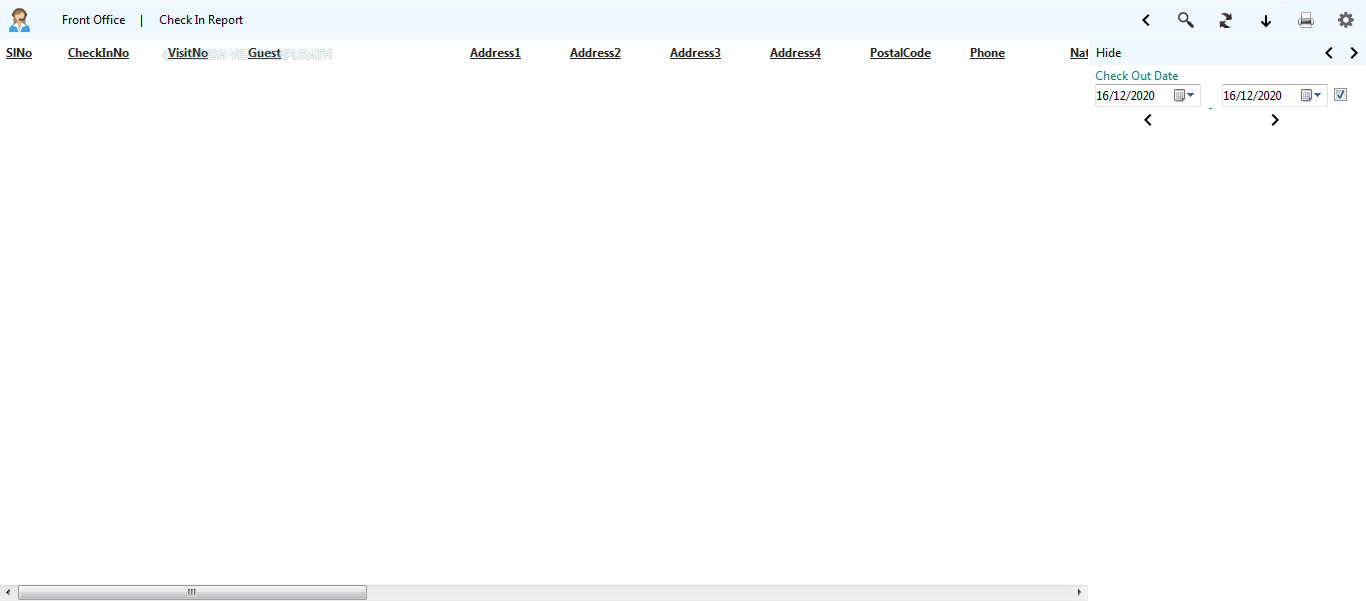 Front Office | Check In Report
SlNo CheckInNo VisitNo Guest Address1 Address2 Address3 Address4 PostalCode Phone Nat
Hide
Check Out Date
16/12/2020 - 16/12/2020